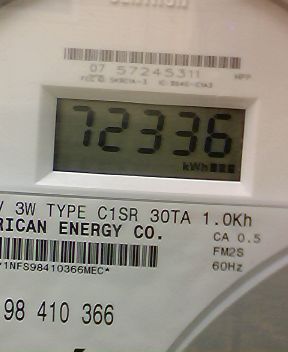 07 57245311
72336
kWh
V 3W TYPE C1SR 30TA 1.0Kh
RICAN ENERGY CO.
CA 0.5
FM2S
60Hz
*1NFS98410366MEC*
98 410 366